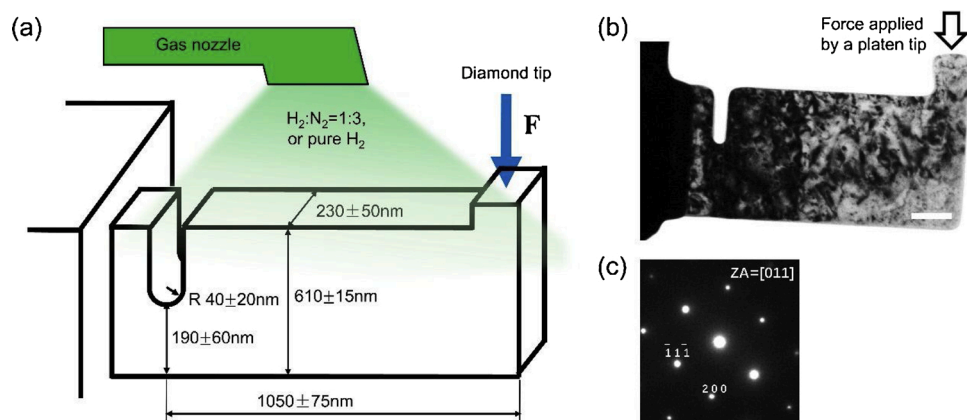 (a)
Gas nozzle
Diamond tip
H₂:N₂=1:3,
or pure H₂
F
230±50nm
R 40±20nm
610±15nm
190±60nm
1050±75nm
(b)
Force applied
by a platen tip
(c)
ZA=[011]
1̄11̄
200